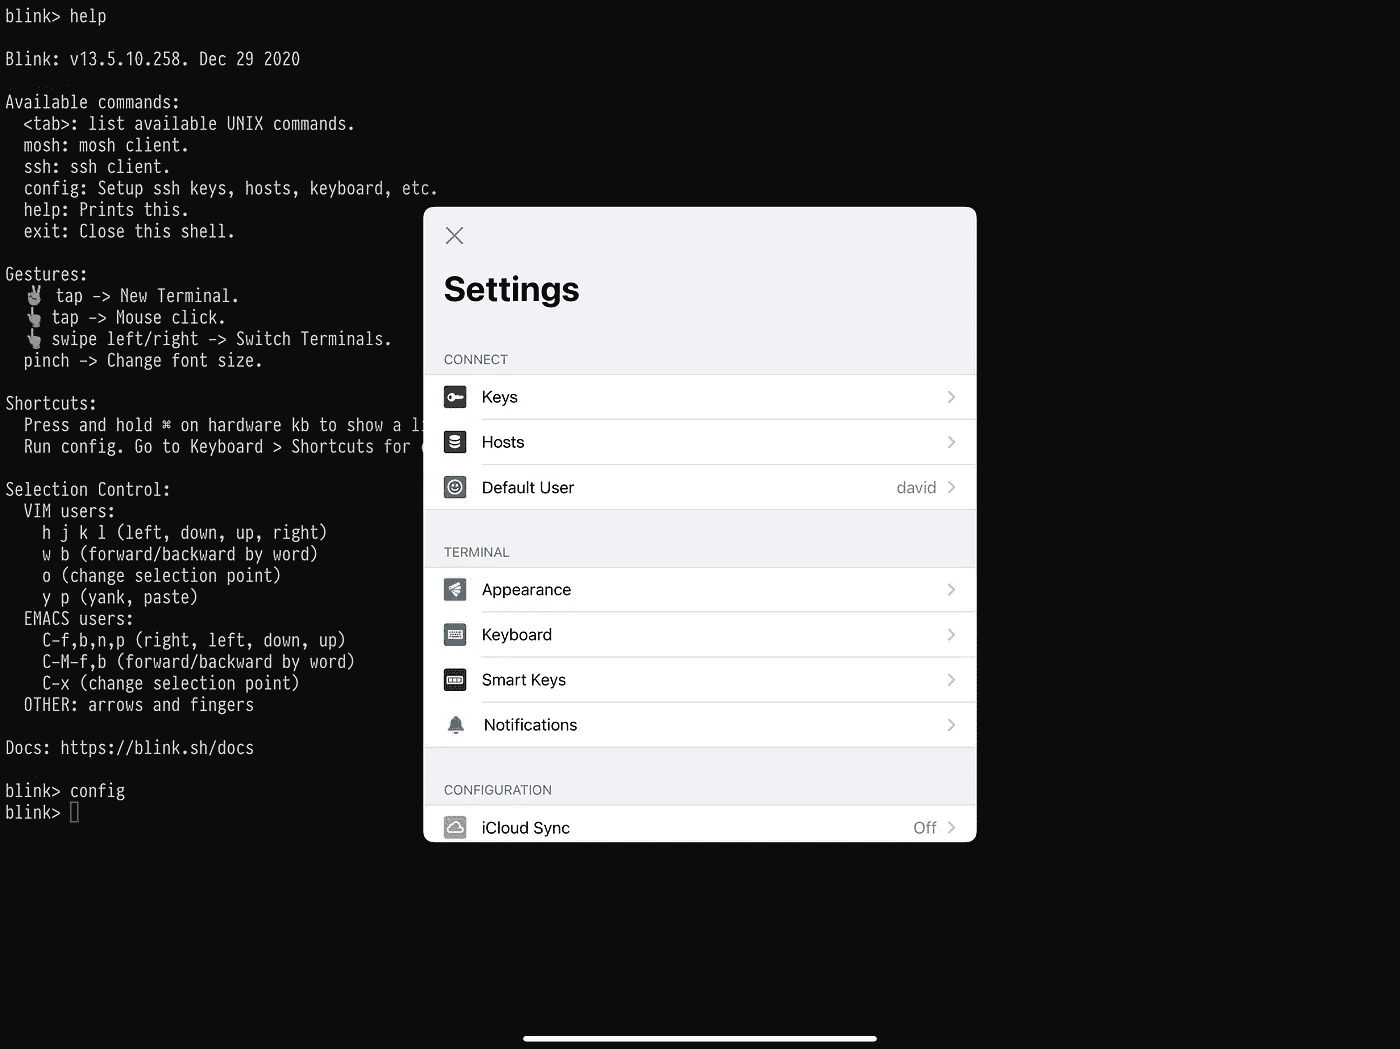 blink> help
Blink: v13.5.10.258. Dec 29 2020
Available commands:
<tab>: list available UNIX commands.
mosh: mosh client.
ssh: ssh client.
config: Setup ssh keys, hosts, keyboard, etc.
help: Prints this.
exit: Close this shell.
Gestures:
✌ tap -> New Terminal.
👆 tap -> Mouse click.
👆 swipe left/right -> Switch Terminals.
pinch -> Change font size.
Shortcuts:
Press and hold ⌘ on hardware kb to show a
Run config. Go to Keyboard > Shortcuts for
Selection Control:
VIM users:
h j k l (left, down, up, right)
w b (forward/backward by word)
o (change selection point)
y p (yank, paste)
EMACS users:
C-f,b,n,p (right, left, down, up)
C-M-f,b (forward/backward by word)
C-x (change selection point)
OTHER: arrows and fingers
Docs: https://blink.sh/docs
blink> config
blink>
Settings
CONNECT
Keys
Hosts
Default User david
TERMINAL
Appearance
Keyboard
Smart Keys
Notifications
CONFIGURATION
iCloud Sync Off